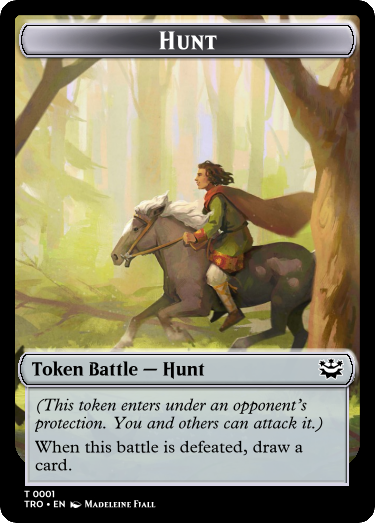 Hunt
Token Battle — Hunt
(This token enters under an opponent's
protection. You and others can attack it.)
When this battle is defeated, draw a
card.
T 0001
TRO • EN Madeleine Fiall